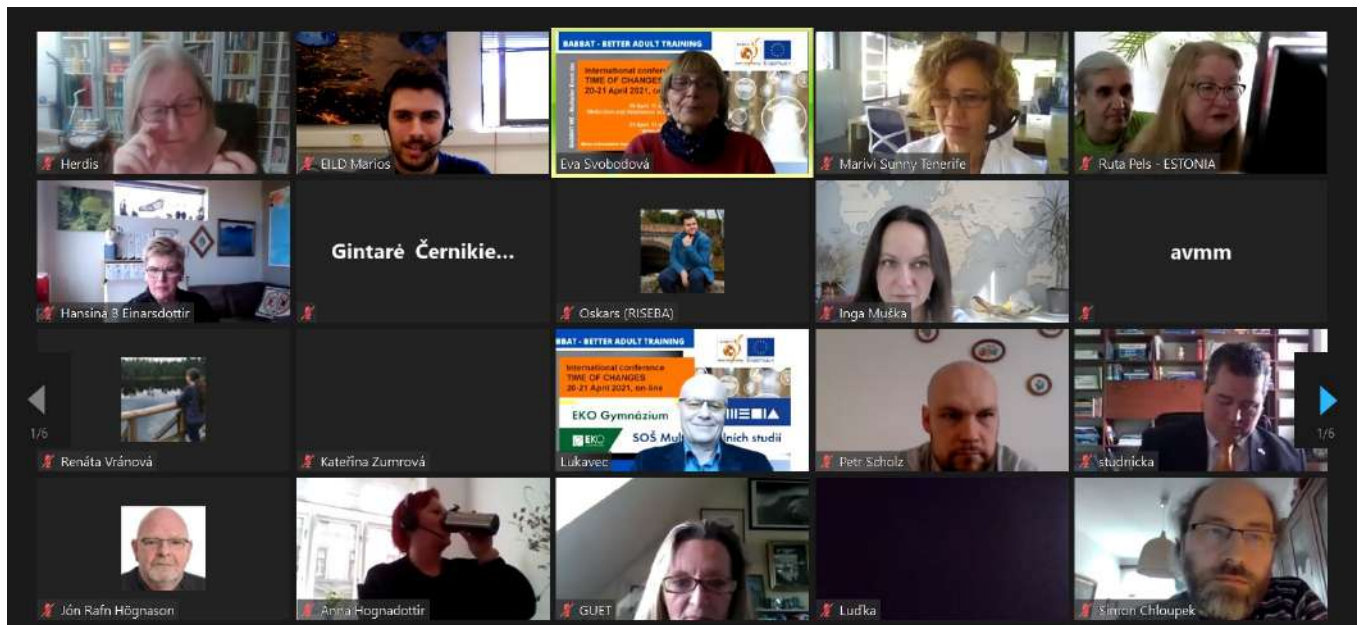 Herdis
EILD Marios
BABBAT - BETTER ADULT TRAINING
International conference
TIME OF CHANGES
20-21 April 2021, on-
Eva Svobodová
Marivi Sunny Tenerife
Ruta Pels - ESTONIA
Hansina B Einarsdottir
Gintarė Černikie...
Oskars (RISEBA)
Inga Muška
avmm
1/6
Renáta Vránová
Kateřina Zumrová
BBAT - BETTER ADULT TRAINING
International conference
TIME OF CHANGES
20-21 April 2021, on-line
EKO Gymnázium
EKO
SOŠ Mul
lních studií
Lukavec
Petr Scholz
studnicka
1/6
Jón Rafn Högnason
Anna Hognadottir
GUET
Luďka
Simon Chloupek